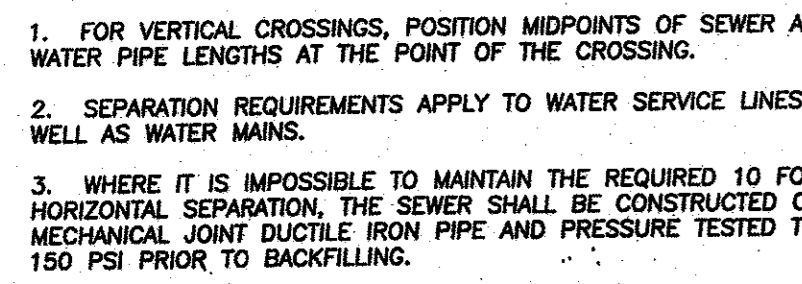 1. FOR VERTICAL CROSSINGS, POSITION MIDPOINTS OF SEWER A
WATER PIPE LENGTHS AT THE POINT OF THE CROSSING.
2. SEPARATION REQUIREMENTS APPLY TO WATER SERVICE LINES
WELL AS WATER MAINS.
3. WHERE IT IS IMPOSSIBLE TO MAINTAIN THE REQUIRED 10 FO
HORIZONTAL SEPARATION, THE SEWER SHALL BE CONSTRUCTED
MECHANICAL JOINT DUCTILE IRON PIPE AND PRESSURE TESTED T
150 PSI PRIOR TO BACKFILLING.